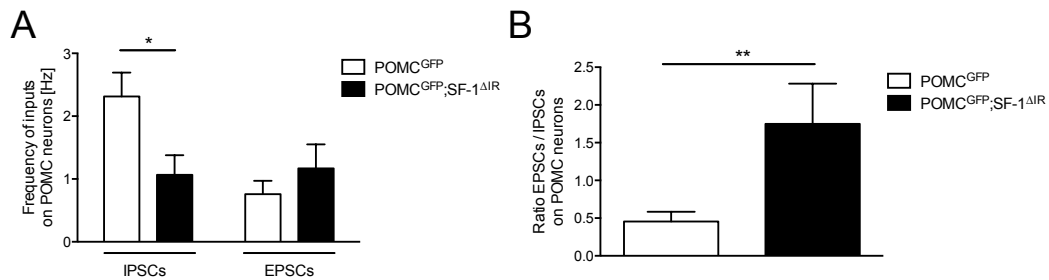 A
Frequency of inputs
on POMC neurons [Hz]
3
2
1
0
*
IPSCs
EPSCs
POMCGFP
POMCGFP;SF-1ΔIR
B
Ratio EPSCs / IPSCs
on POMC neurons
2.5
2.0
1.5
1.0
0.5
0.0
**
POMCGFP
POMCGFP;SF-1ΔIR